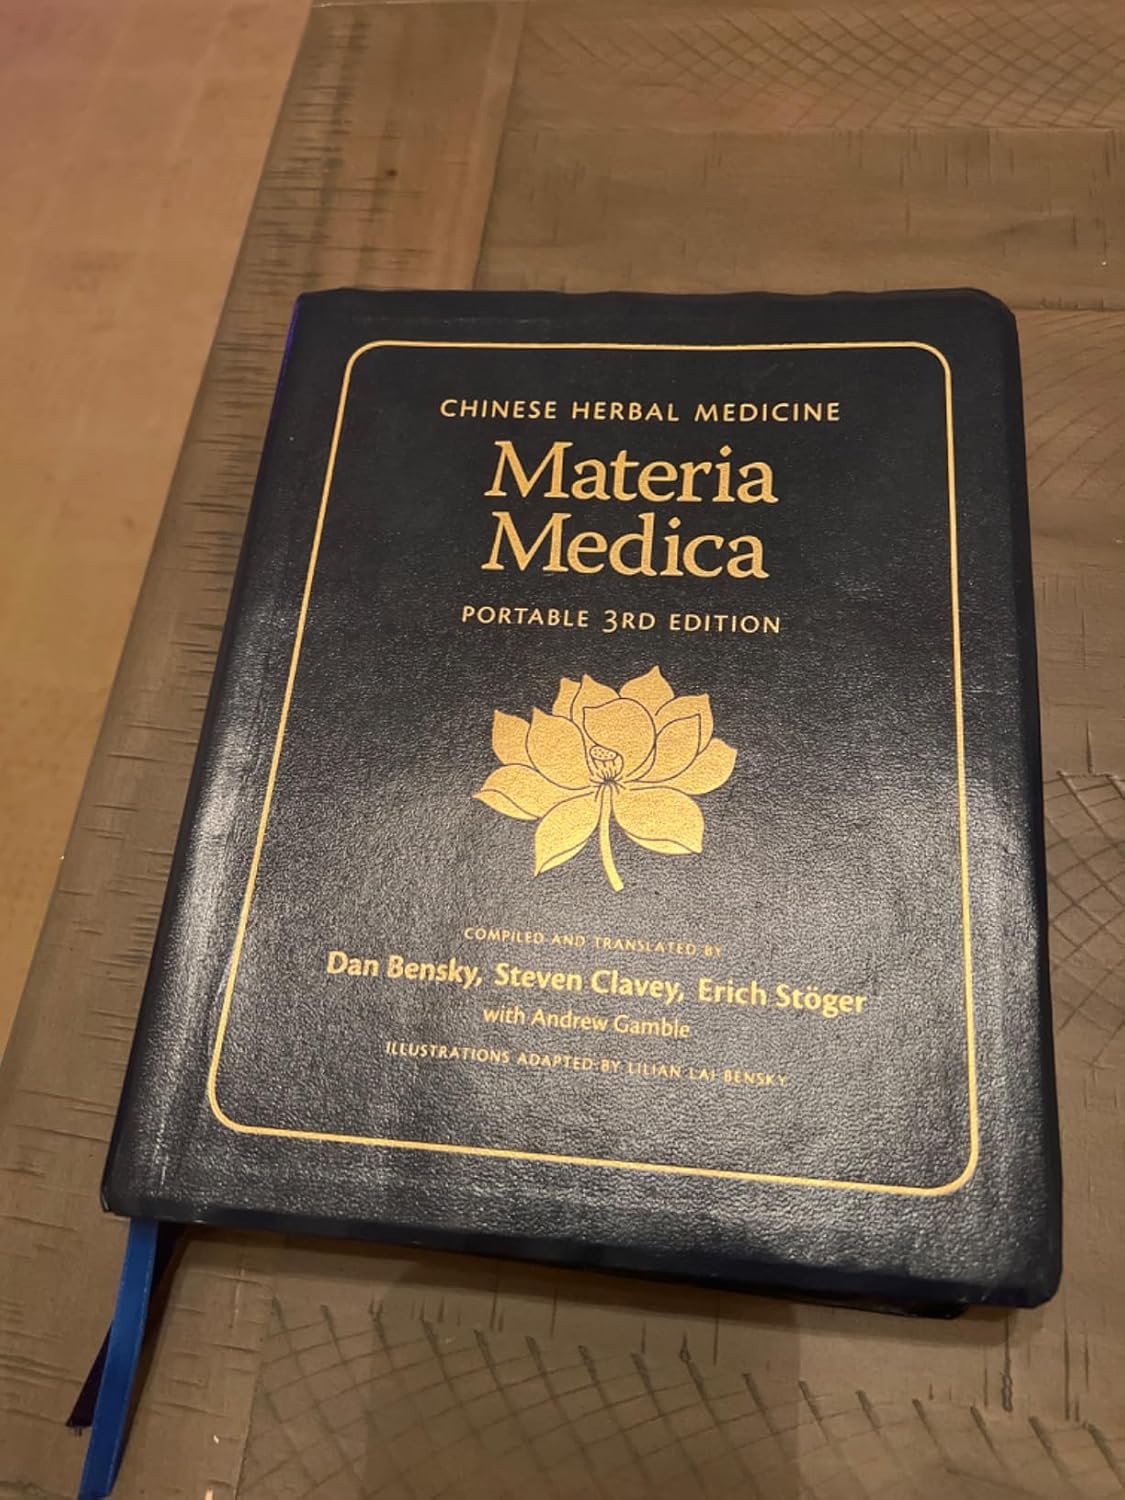 CHINESE HERBAL MEDICINE
Materia
Medica
PORTABLE 3RD EDITION
COMPILED AND TRANSLATED BY
Dan Bensky, Steven Clavey, Erich Stöger
with Andrew Gamble
ILLUSTRATIONS ADAPTED BY LILIAN LAI BENSKY